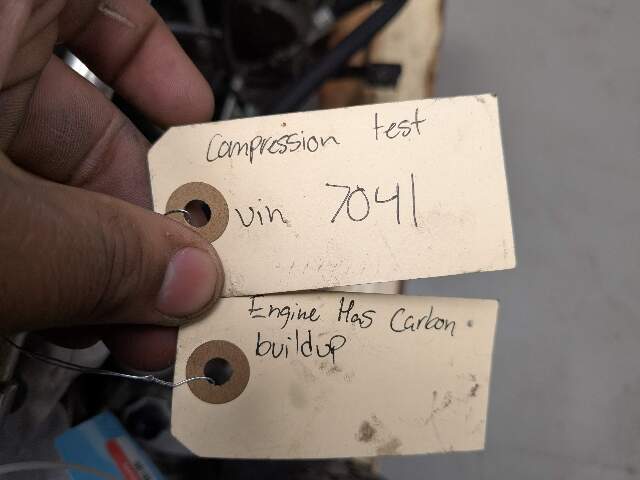 Compression test
vin 7041
Engine Has Carbon
buildup